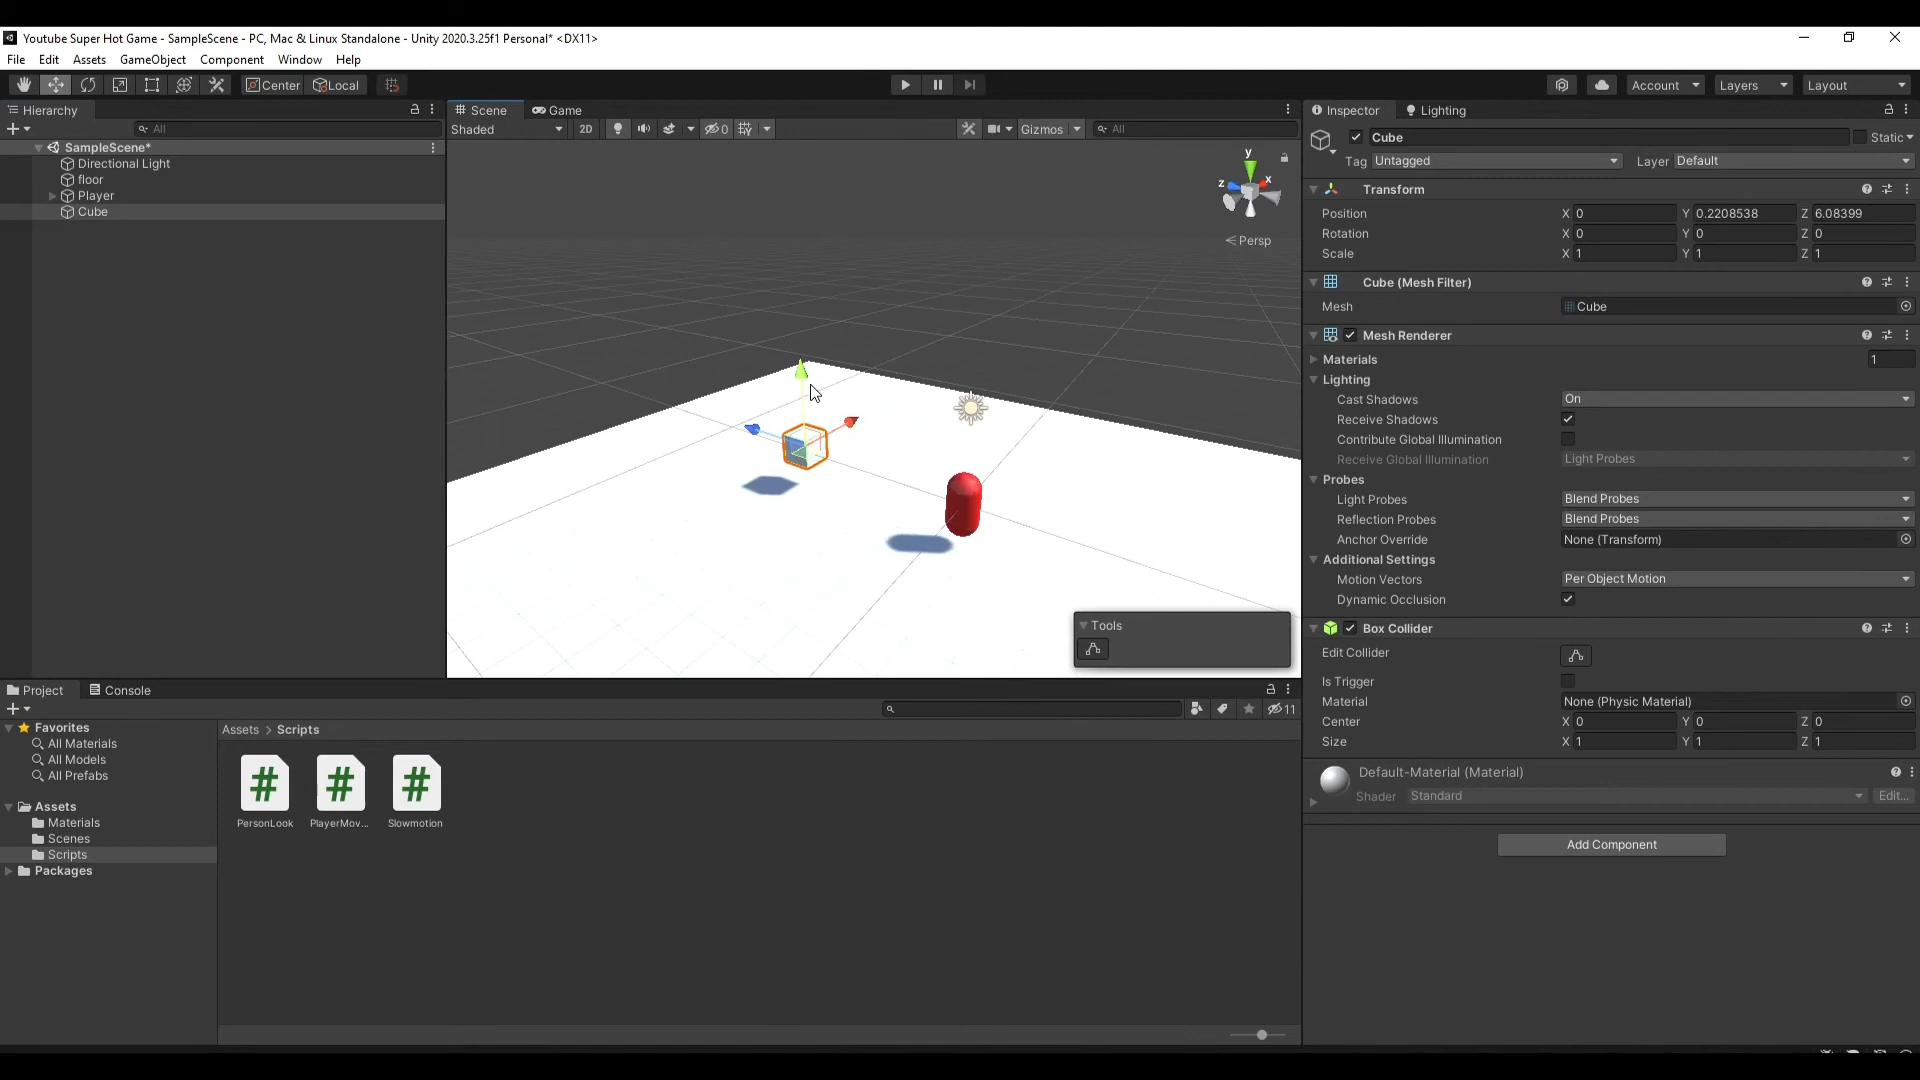 Youtube Super Hot Game - SampleScene - PC, Mac & Linux Standalone - Unity 2020.3.25f1 Personal* <DX11>
File Edit Assets GameObject Component Window Help
Center Local Account Layers Layout
Hierarchy
All
SampleScene*
Directional Light
floor
Player
Cube
Scene Game
Shaded 2D 0 Gizmos All
y
z x
Persp
Tools
Inspector Lighting
Cube Static
Tag Untagged Layer Default
Transform
Position X 0 Y 0.2208538 Z 6.08399
Rotation X 0 Y 0 Z 0
Scale X 1 Y 1 Z 1
Cube (Mesh Filter)
Mesh Cube
Mesh Renderer
Materials 1
Lighting
Cast Shadows On
Receive Shadows
Contribute Global Illumination
Receive Global Illumination Light Probes
Probes
Light Probes Blend Probes
Reflection Probes Blend Probes
Anchor Override None (Transform)
Additional Settings
Motion Vectors Per Object Motion
Dynamic Occlusion
Box Collider
Edit Collider
Is Trigger
Material None (Physic Material)
Center X 0 Y 0 Z 0
Size X 1 Y 1 Z 1
Default-Material (Material)
Shader Standard Edit...
Add Component
Project Console
11
Favorites
All Materials
All Models
All Prefabs
Assets
Materials
Scenes
Scripts
Packages
Assets > Scripts
PersonLook PlayerMov... Slowmotion